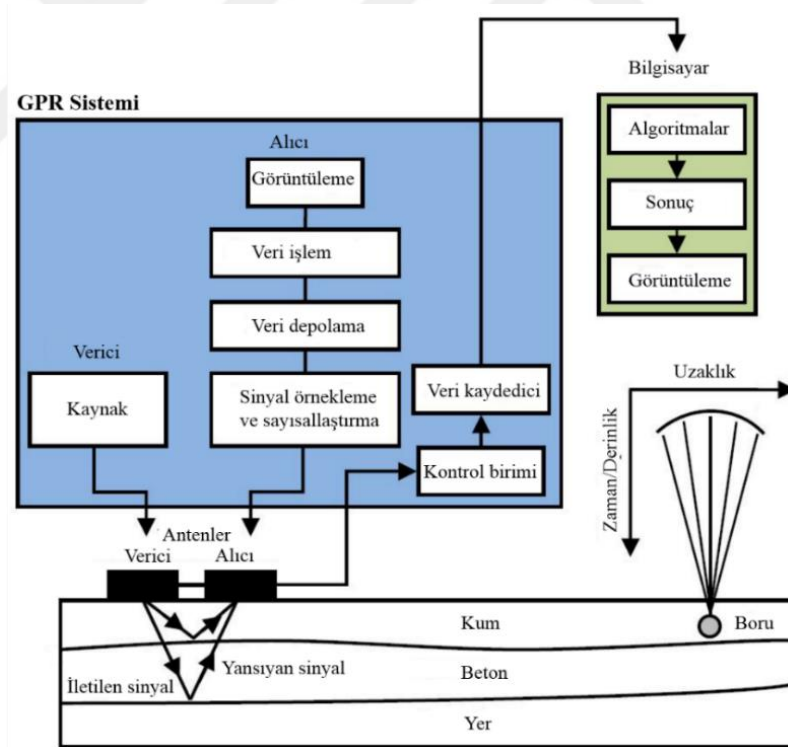 Bilgisayar
GPR Sistemi
Algoritmalar
Sonuç
Görüntüleme
Alıcı
Görüntüleme
Veri işlem
Veri depolama
Sinyal örnekleme
ve sayısallaştırma
Verici
Kaynak
Veri kaydedici
Kontrol birimi
Uzaklık
Zaman/Derinlik
Antenler
Verici
Alıcı
Kum
Boru
Yansıyan sinyal
İletilen sinyal
Beton
Yer